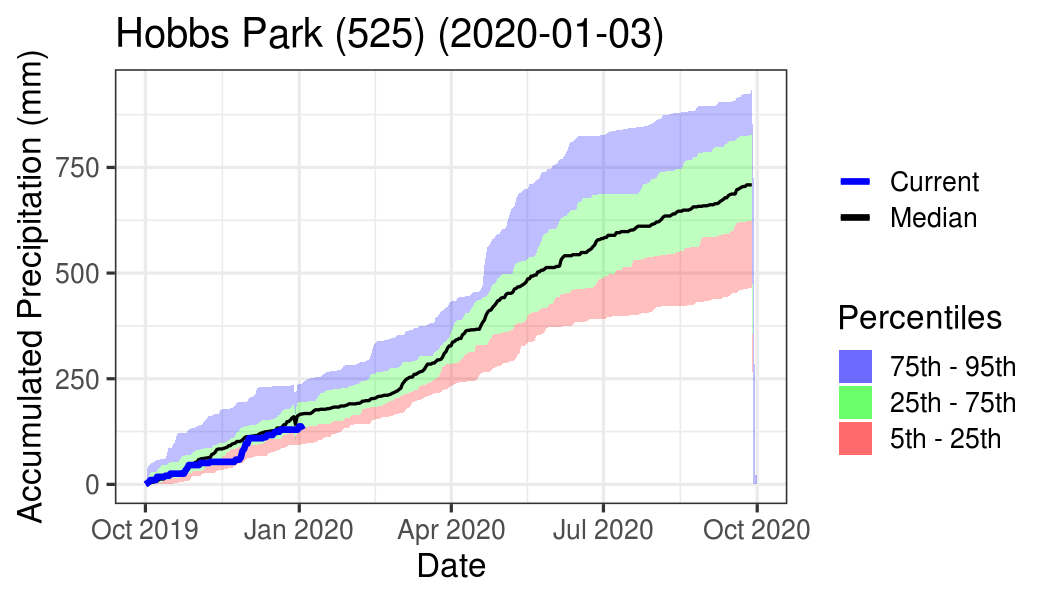 Hobbs Park (525) (2020-01-03)
Accumulated Precipitation (mm)
750
500
250
0
Oct 2019
Jan 2020
Apr 2020
Jul 2020
Oct 2020
Date
Current
Median
Percentiles
75th - 95th
25th - 75th
5th - 25th